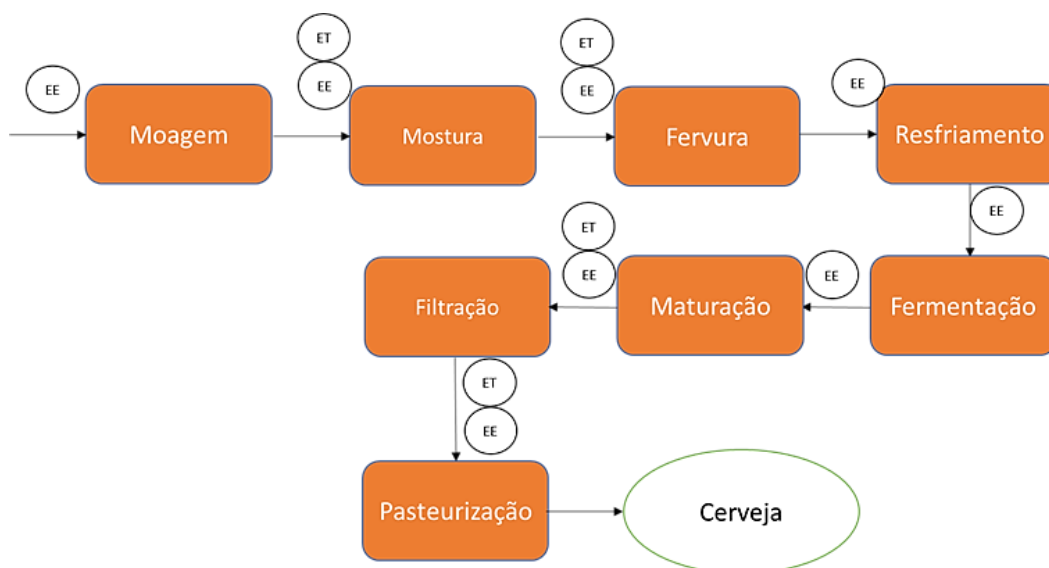 EE
Moagem
ET
EE
Mostura
ET
EE
Fervura
EE
Resfriamento
EE
Fermentação
EE
Maturação
ET
EE
Filtração
ET
EE
Pasteurização
Cerveja